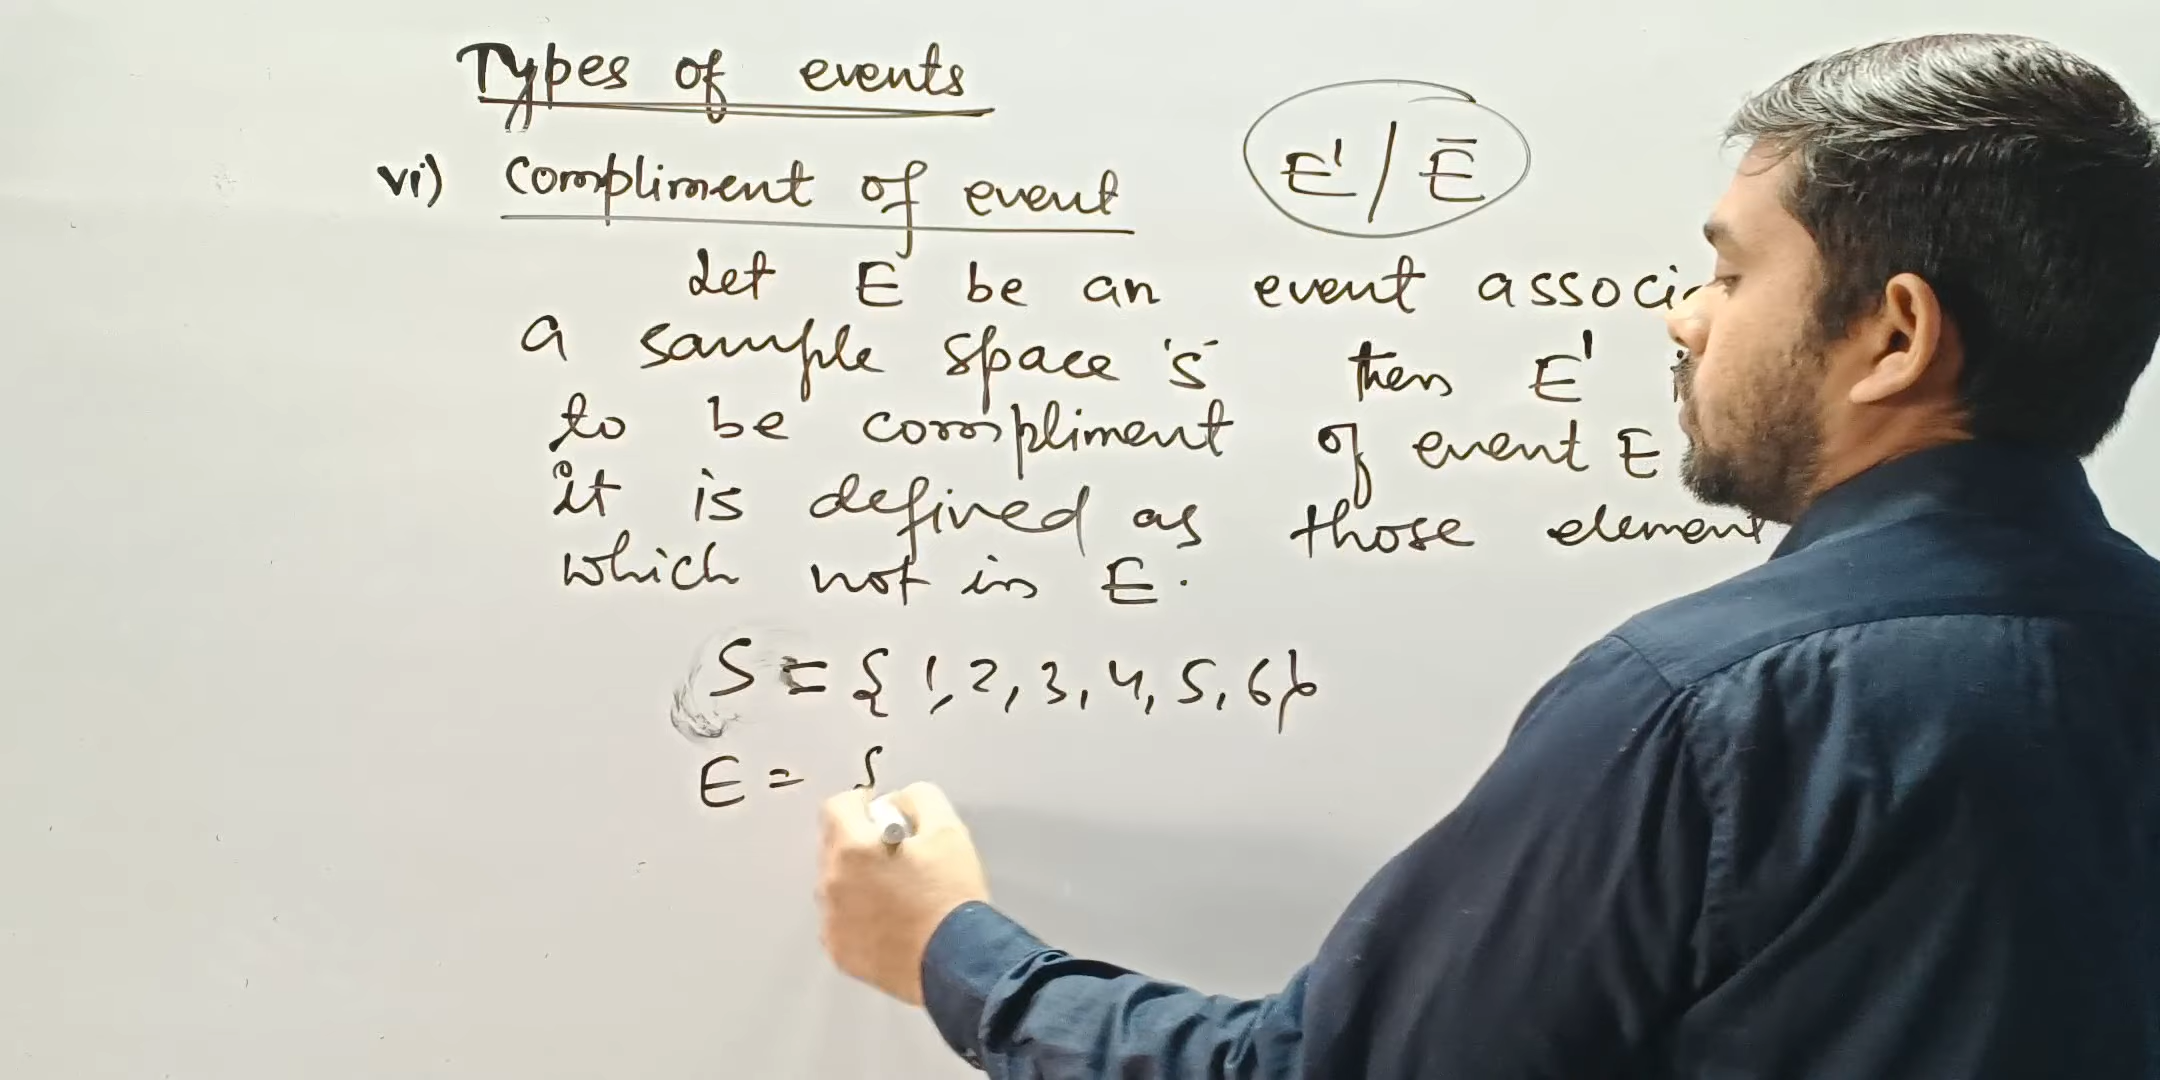 Types of events
vi) Compliment of event E' / Ē
Let E be an event associ
a sample space 'S' then E'
to be compliment of event E
it is defined as those element
which not in E.
S = { 1, 2, 3, 4, 5, 6}
E = {